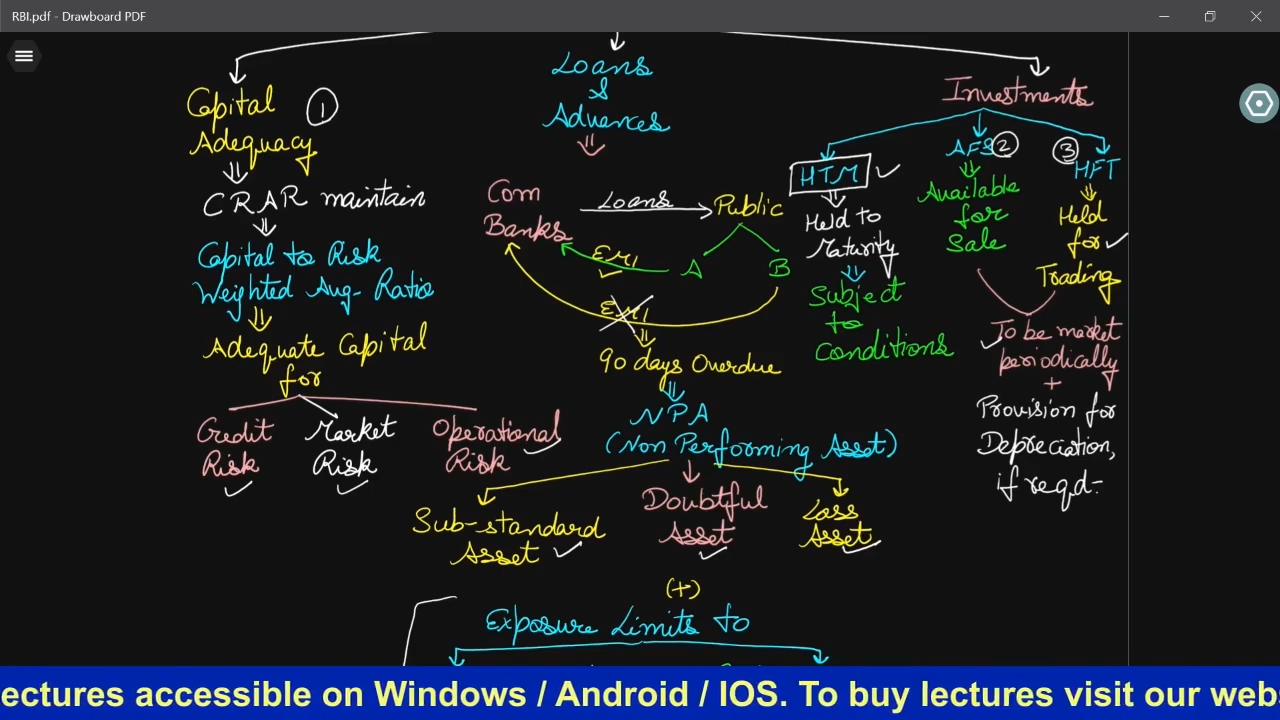 RBI.pdf - Drawboard PDF
Capital ①
Adequacy
CRAR maintain
Capital to Risk
Weighted Avg- Ratio
Adequate Capital
for
Credit
Risk
Market
Risk
Operational
Risk
Loans
&
Advances
Com
Banks
Loans
Public
EMI
A
B
EMI
90 days Overdue
NPA
(Non Performing Asset)
Sub-standard
Asset
Doubtful
Asset
Loss
Asset
(+)
Exposure Limits to
Investments
HTM
Held to
Maturity
Subject
to
Conditions
AFS ②
Available
for
Sale
③ HFT
Held
for
Trading
To be market
periodically
+
Provision for
Depreciation,
if reqd-
ectures accessible on Windows / Android / IOS. To buy lectures visit our webs